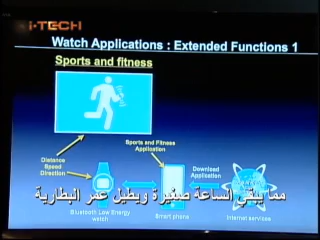 i-TECH
Watch Applications : Extended Functions 1
Sports and fitness
Sports and Fitness
Application
Distance
Speed
Direction
Download
Application
مما يبقي الساعة صغيرة ويطيل عمر البطارية
Bluetooth Low Energy
watch
Smart phone
Internet services